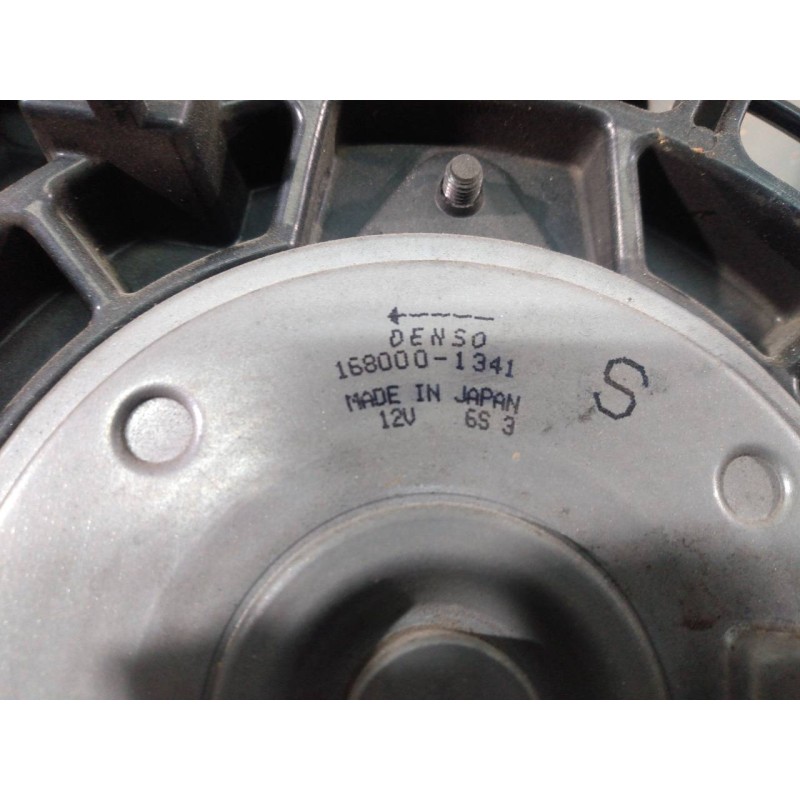 DENSO
168000-1341
MADE IN JAPAN
12V 6S 3
S